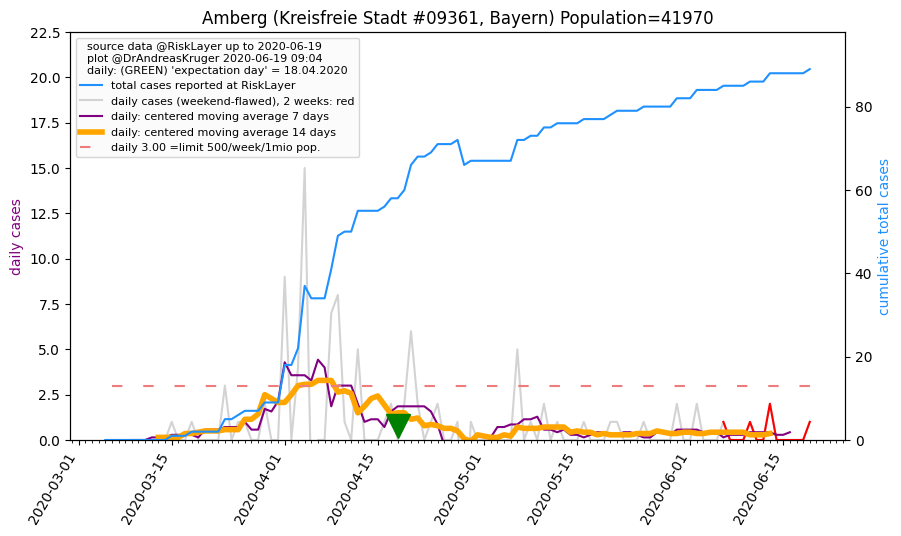 Amberg (Kreisfreie Stadt #09361, Bayern) Population=41970
source data @RiskLayer up to 2020-06-19
plot @DrAndreasKruger 2020-06-19 09:04
daily: (GREEN) 'expectation day' = 18.04.2020
total cases reported at RiskLayer
daily cases (weekend-flawed), 2 weeks: red
daily: centered moving average 7 days
daily: centered moving average 14 days
daily 3.00 =limit 500/week/1mio pop.
daily cases
22.5
20.0
17.5
15.0
12.5
10.0
7.5
5.0
2.5
0.0
cumulative total cases
80
60
40
20
0
2020-03-01
2020-03-15
2020-04-01
2020-04-15
2020-05-01
2020-05-15
2020-06-01
2020-06-15